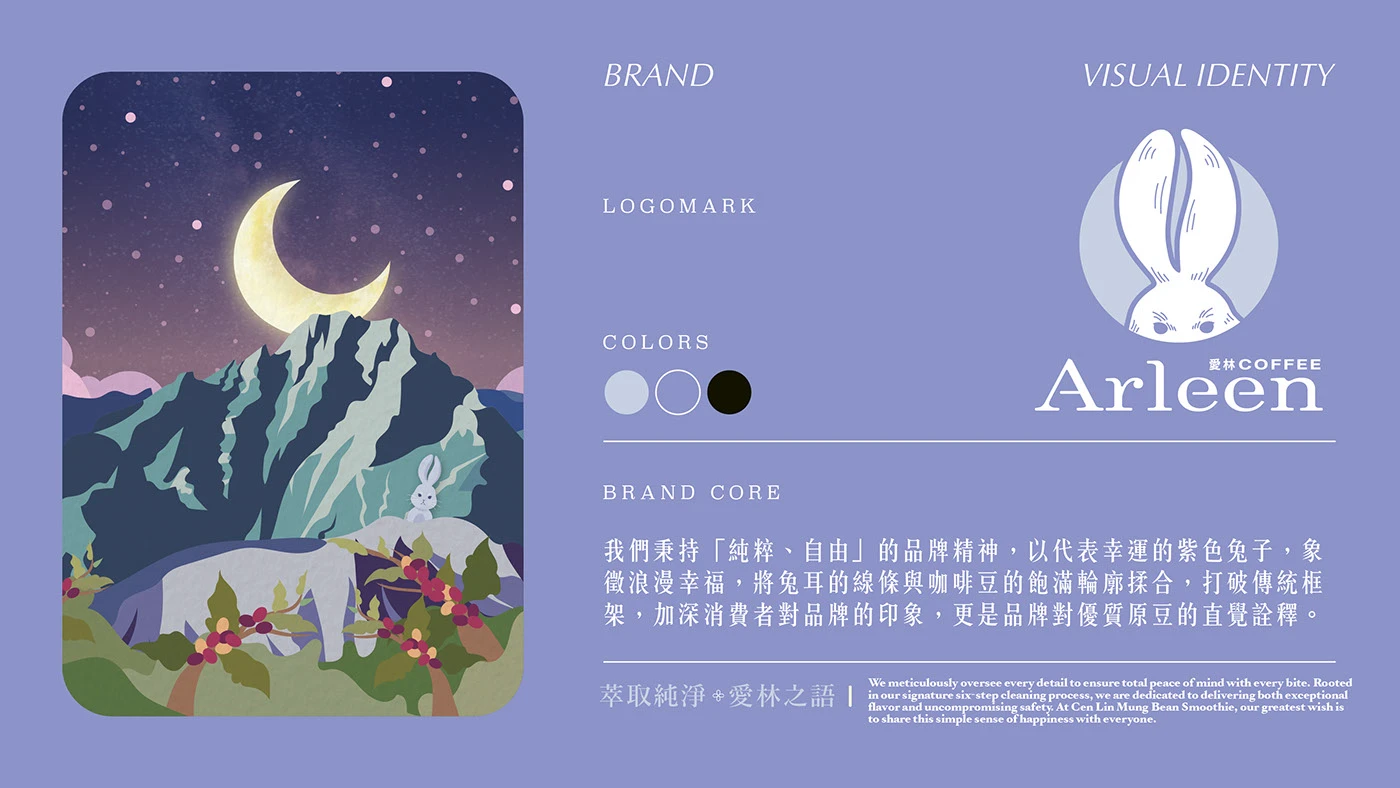 BRAND
VISUAL IDENTITY
LOGOMARK
愛林COFFEE
Arleen
COLORS
BRAND CORE
我們秉持「純粹、自由」的品牌精神，以代表幸運的紫色兔子，象
徵浪漫幸福，將兔耳的線條與咖啡豆的飽滿輪廓揉合，打破傳統框
架，加深消費者對品牌的印象，更是品牌對優質原豆的直覺詮釋。
萃取純淨 愛林之語
We meticulously oversee every detail to ensure total peace of mind with every bite. Rooted
in our signature six-step cleaning process, we are dedicated to delivering both exceptional
flavor and uncompromising safety. At Cen Lin Mung Bean Smoothie, our greatest wish is
to share this simple sense of happiness with everyone.